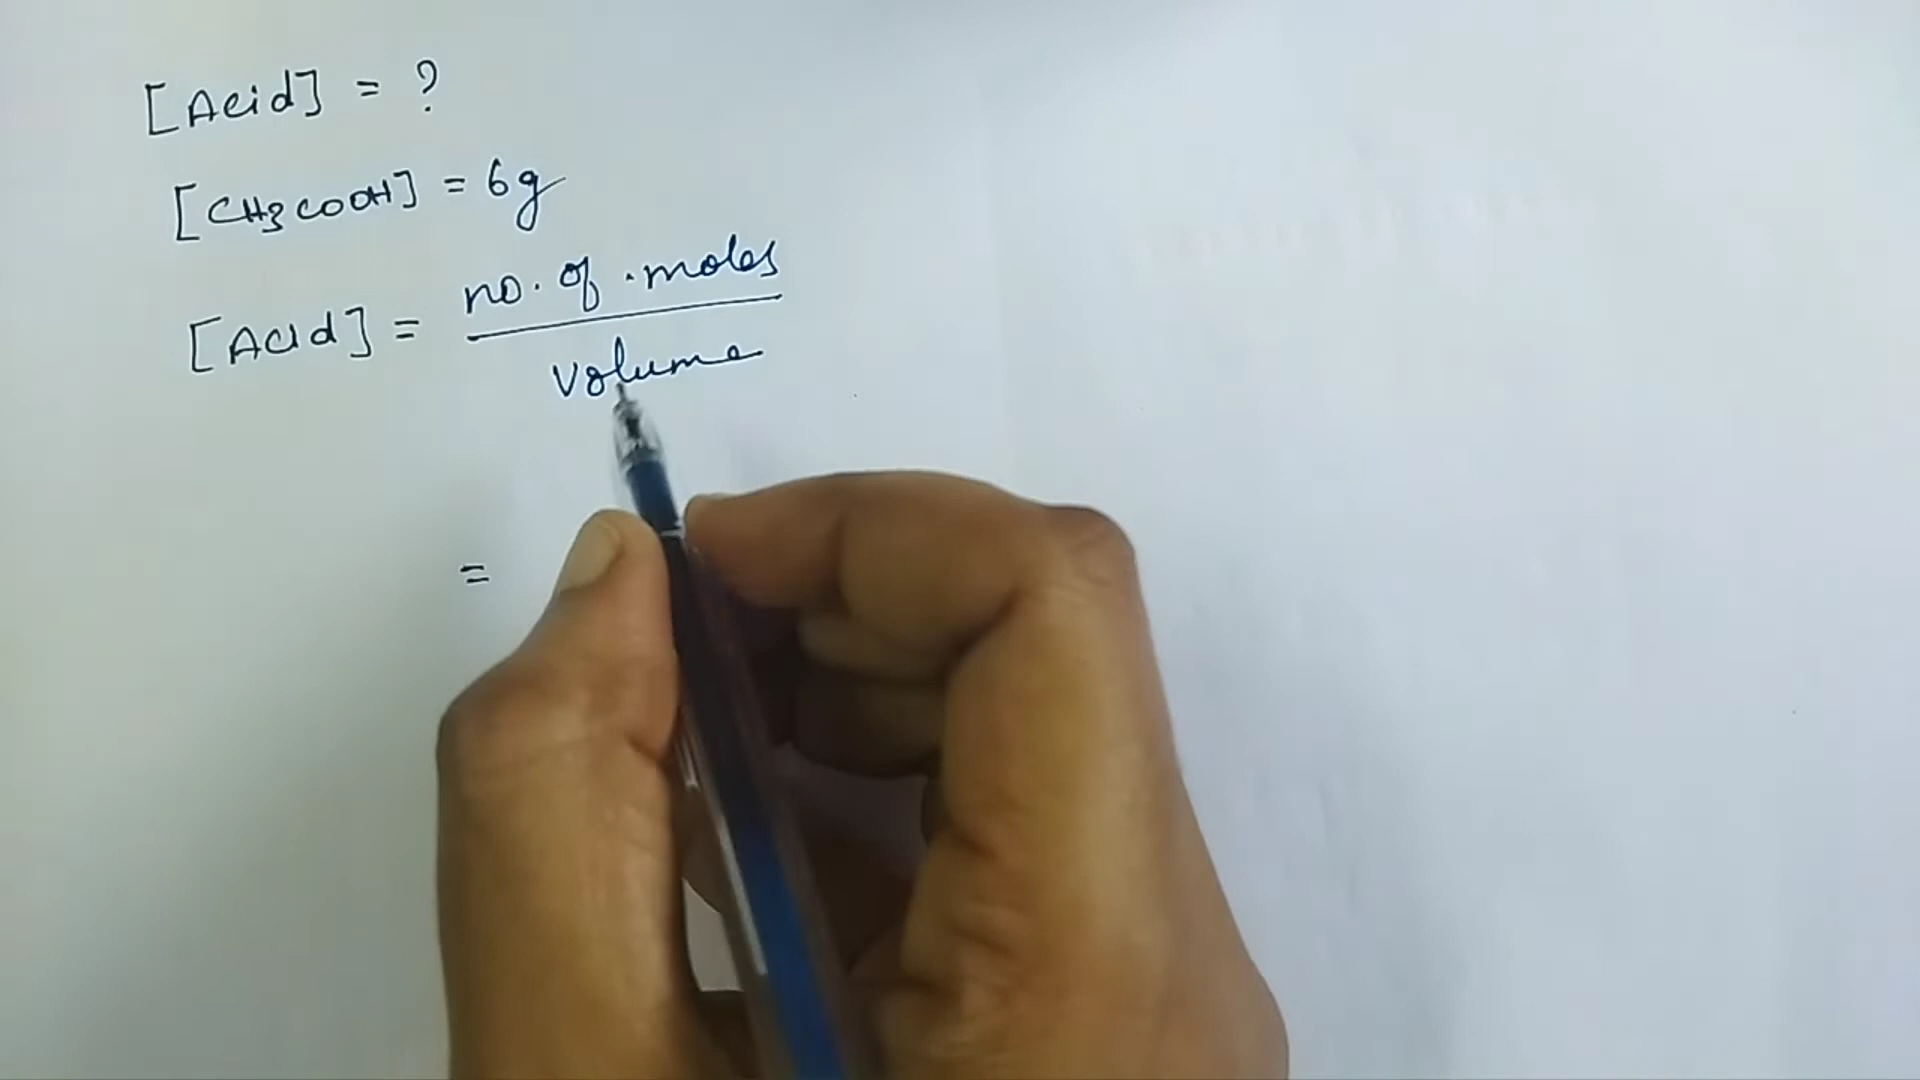 [Acid] = ?
[CH3COOH] = 6g
[Acid] = no. of .moles
volume
=